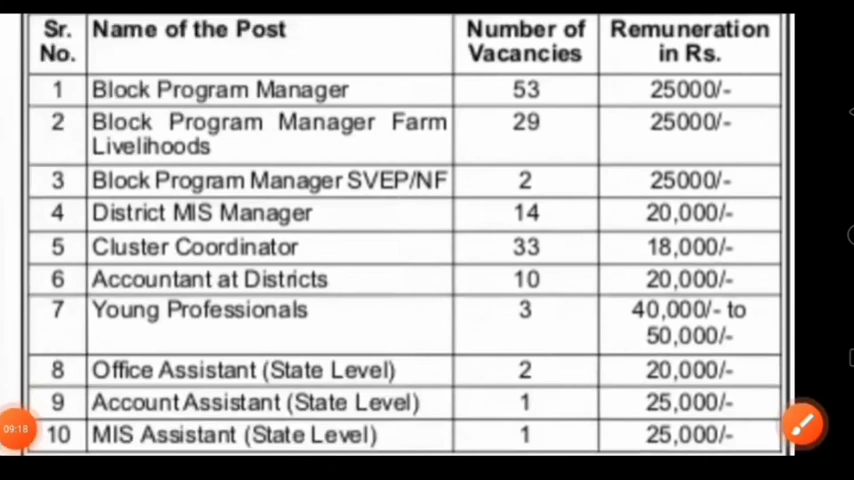 Sr. No. Name of the Post Number of Vacancies Remuneration in Rs.
1 Block Program Manager 53 25000/-
2 Block Program Manager Farm Livelihoods 29 25000/-
3 Block Program Manager SVEP/NF 2 25000/-
4 District MIS Manager 14 20,000/-
5 Cluster Coordinator 33 18,000/-
6 Accountant at Districts 10 20,000/-
7 Young Professionals 3 40,000/- to 50,000/-
8 Office Assistant (State Level) 2 20,000/-
9 Account Assistant (State Level) 1 25,000/-
10 MIS Assistant (State Level) 1 25,000/-
09:18